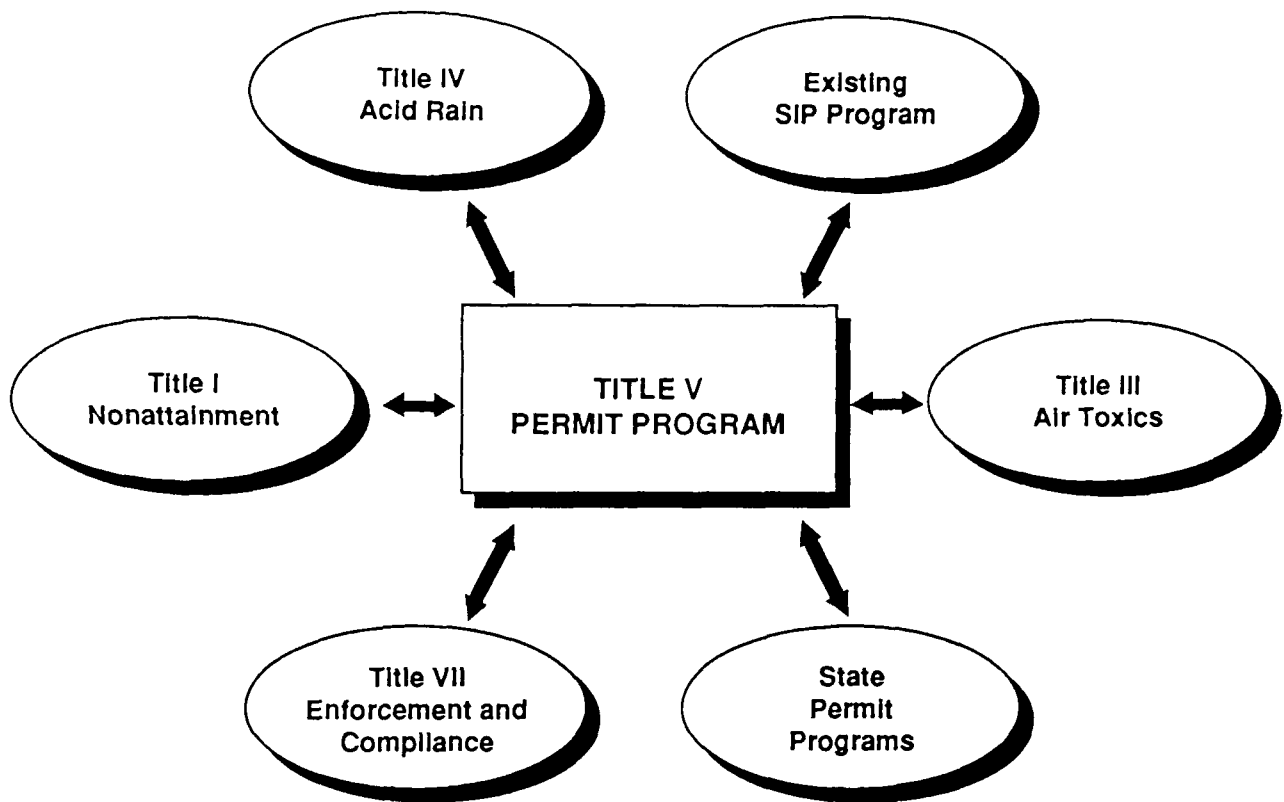 Title IV
Acid Rain
Existing
SIP Program
Title I
Nonattainment
TITLE V
PERMIT PROGRAM
Title III
Air Toxics
Title VII
Enforcement and
Compliance
State
Permit
Programs